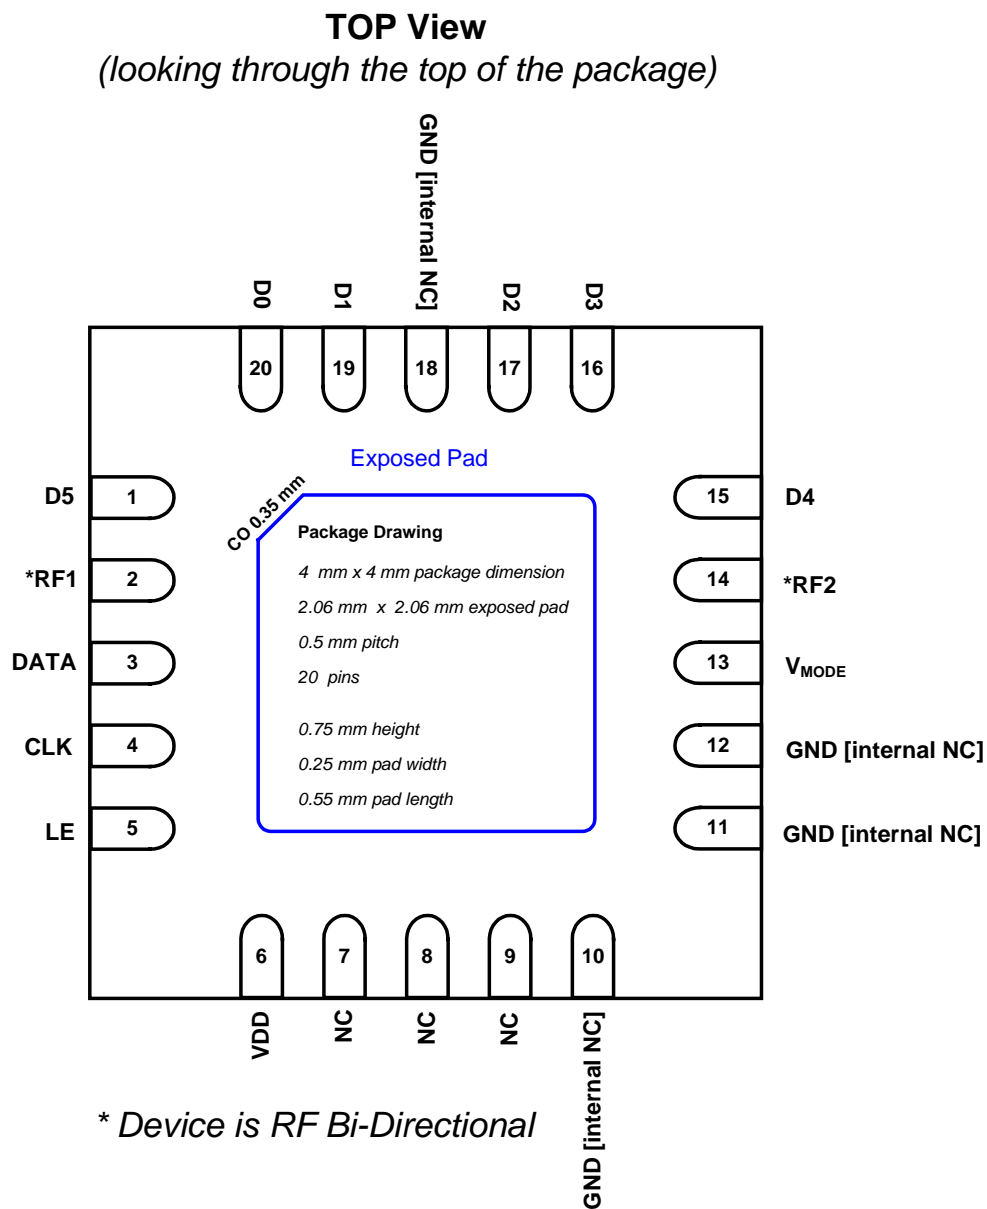 TOP View
(looking through the top of the package)
GND [internal NC]
D0
D1
D2
D3
20
19
18
17
16
Exposed Pad
D5
1
15
D4
CO 0.35 mm
Package Drawing
4 mm x 4 mm package dimension
*RF1
2
14
*RF2
2.06 mm x 2.06 mm exposed pad
0.5 mm pitch
DATA
3
13
VMODE
20 pins
0.75 mm height
CLK
4
12
GND [internal NC]
0.25 mm pad width
0.55 mm pad length
LE
5
11
GND [internal NC]
6
7
8
9
10
VDD
NC
NC
NC
GND [internal NC]
* Device is RF Bi-Directional